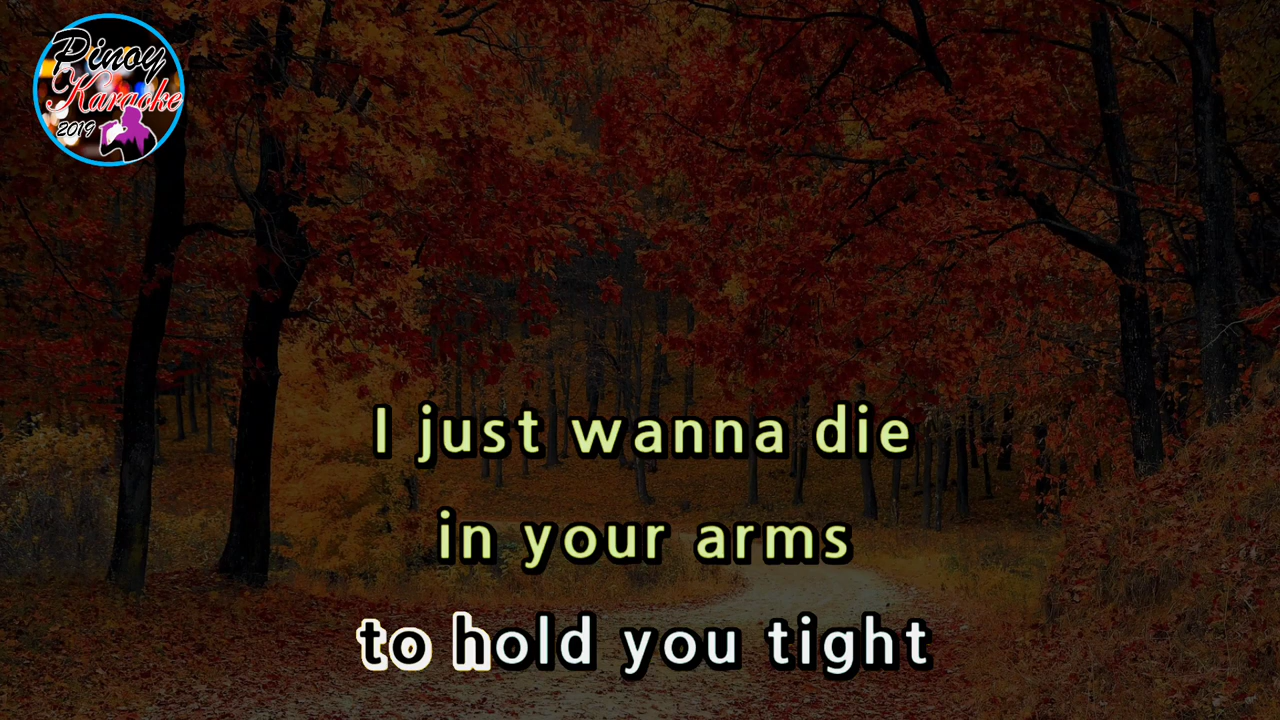 Pinoy
Karaoke
2019
I just wanna die
in your arms
to hold you tight